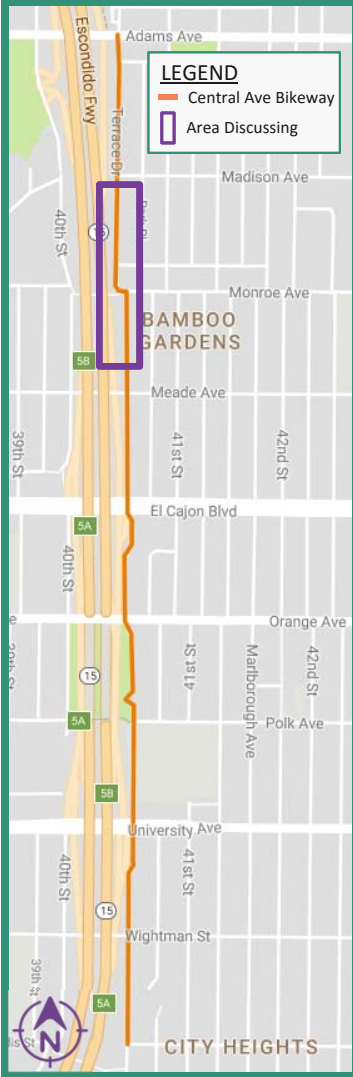 Adams Ave
Escondido Fwy
LEGEND
Central Ave Bikeway
Area Discussing
Terrace Dr
Madison Ave
40th St
15
Monroe Ave
BAMBOO
GARDENS
5B
Meade Ave
39th St
41st St
42nd St
El Cajon Blvd
5A
40th St
Orange Ave
15
41st St
Marlborough Ave
42nd St
5A
Polk Ave
5B
University Ave
40th St
41st St
15
Wightman St
39th St
5A
N
CITY HEIGHTS